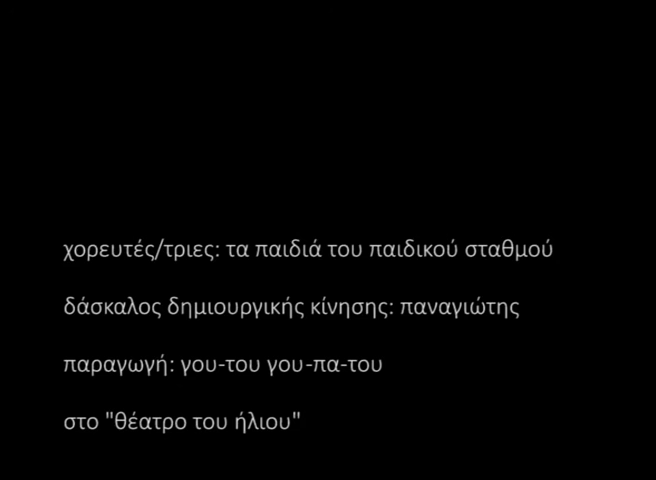 χορευτές/τριες: τα παιδιά του παιδικού σταθμού
δάσκαλος δημιουργικής κίνησης: παναγιώτης
παραγωγή: γου-του γου-πα-του
στο "θέατρο του ήλιου"